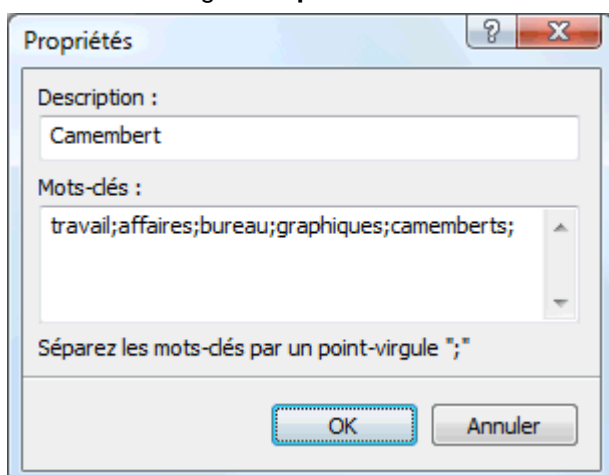 Propriétés
Description :
Camembert
Mots-clés :
travail;affaires;bureau;graphiques;camemberts;
Séparez les mots-clés par un point-virgule ";"
OK Annuler